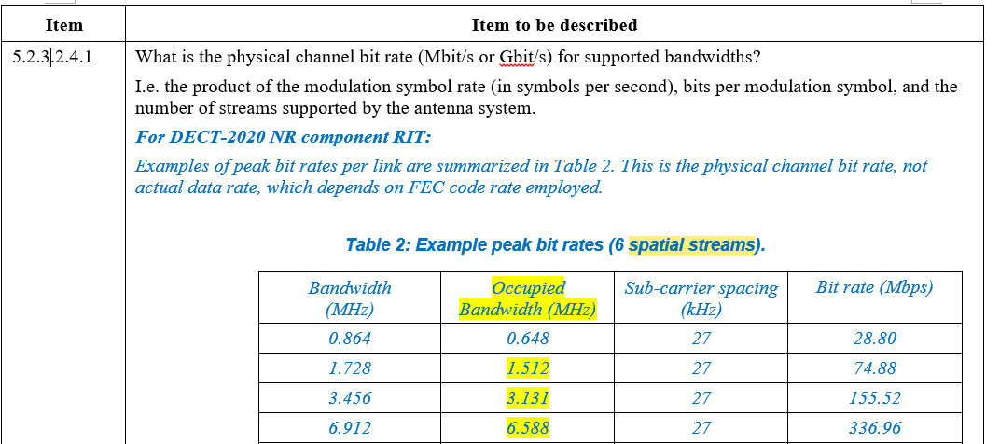 Item Item to be described
5.2.3.2.4.1 What is the physical channel bit rate (Mbit/s or Gbit/s) for supported bandwidths?
I.e. the product of the modulation symbol rate (in symbols per second), bits per modulation symbol, and the
number of streams supported by the antenna system.
For DECT-2020 NR component RIT:
Examples of peak bit rates per link are summarized in Table 2. This is the physical channel bit rate, not
actual data rate, which depends on FEC code rate employed.
Table 2: Example peak bit rates (6 spatial streams).
Bandwidth Occupied Sub-carrier spacing Bit rate (Mbps)
(MHz) Bandwidth (MHz) (kHz)
0.864 0.648 27 28.80
1.728 1.512 27 74.88
3.456 3.131 27 155.52
6.912 6.588 27 336.96